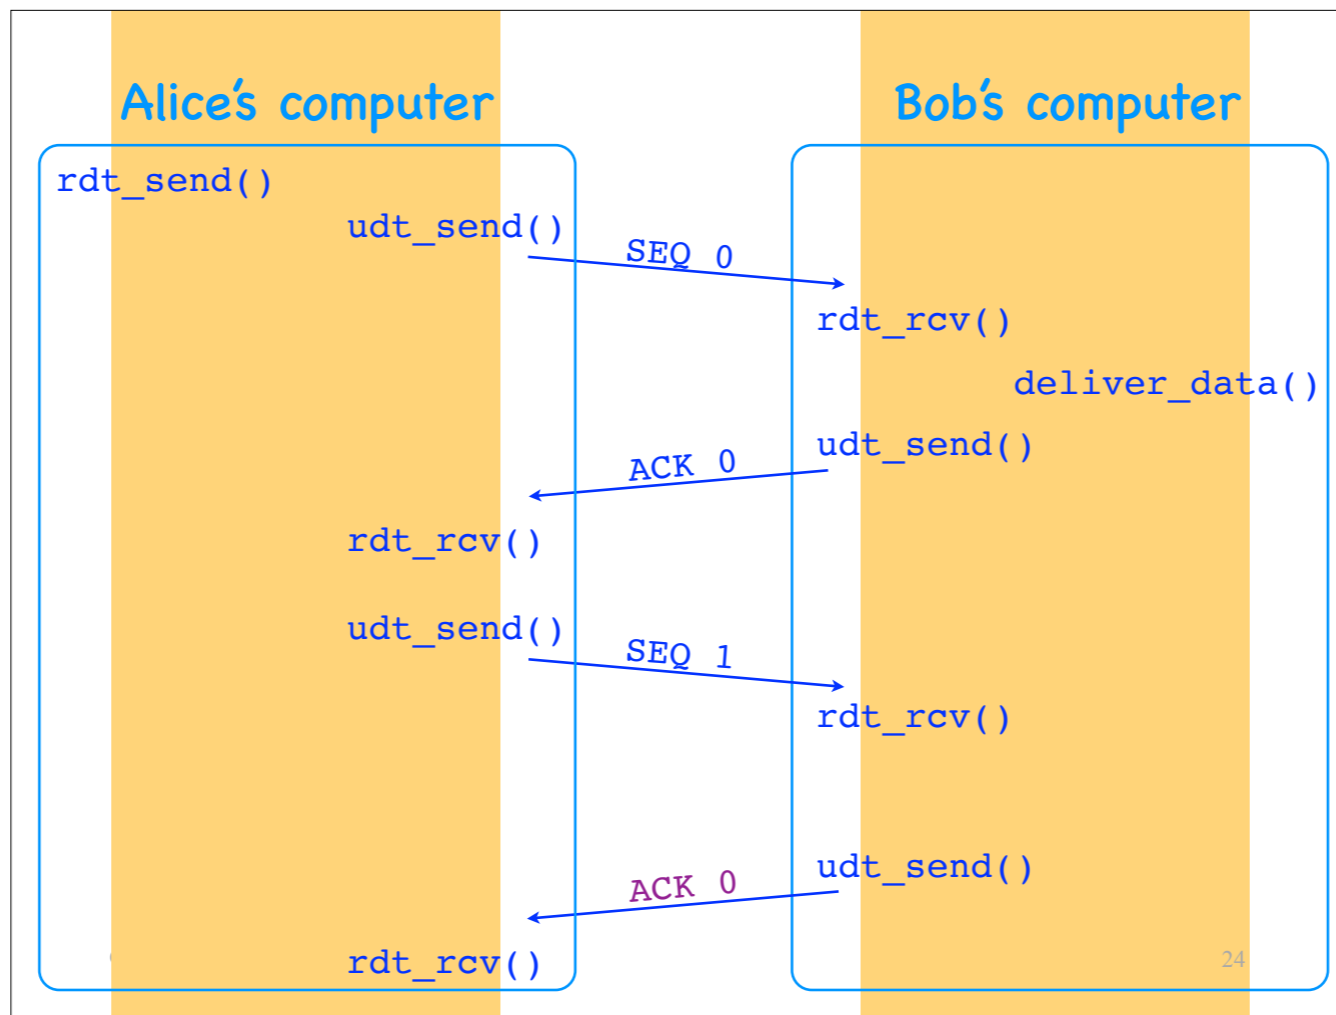 Alice's computer
Bob's computer
rdt_send()
udt_send()
SEQ 0
rdt_rcv()
deliver_data()
udt_send()
ACK 0
rdt_rcv()
udt_send()
SEQ 1
rdt_rcv()
udt_send()
ACK 0
rdt_rcv()
24